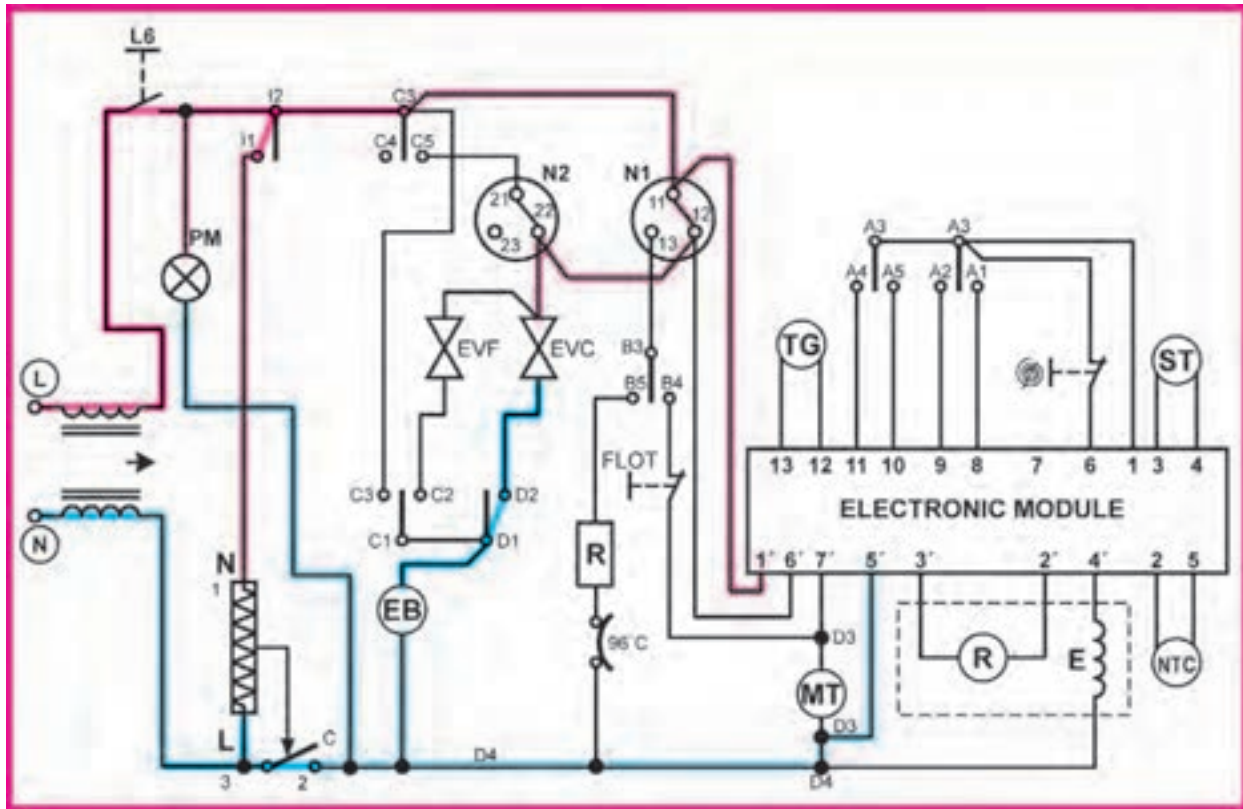 L6
I2
C3
I1
C4 C5
N2
N1
21
22
23
11
12
13
PM
A3
A3
A4 A5 A2 A1
L
EVF
EVC
B3
B5 B4
TG
ST
FLOT
13 12 11 10 9 8 7 6 1 3 4
ELECTRONIC MODULE
1´ 6´ 7´ 5´ 3´ 2´ 4´ 2 5
C3 C2 D2
C1 D1
N
N
1
R
EB
96°C
D3
R
E
NTC
MT
L
C
D4
D3
3
2
D4